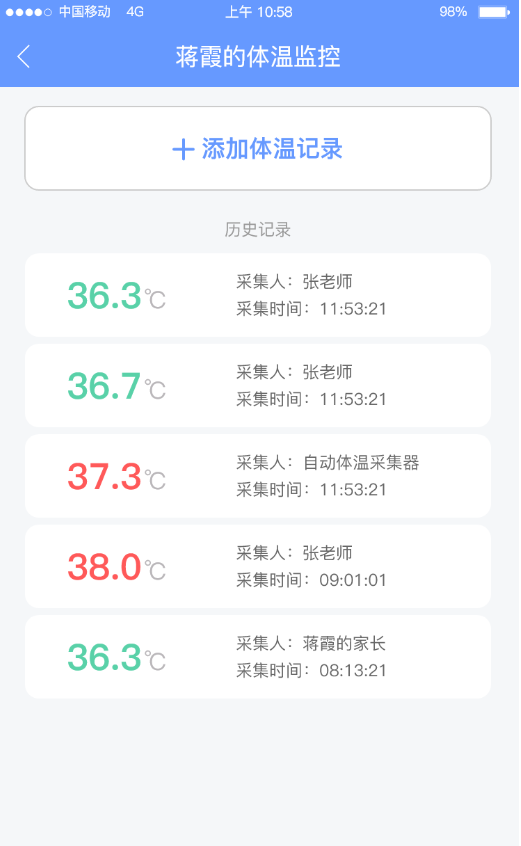 中国移动 4G 上午 10:58 98%
蒋霞的体温监控
添加体温记录
历史记录
36.3℃
采集人：张老师
采集时间：11:53:21
36.7℃
采集人：张老师
采集时间：11:53:21
37.3℃
采集人：自动体温采集器
采集时间：11:53:21
38.0℃
采集人：张老师
采集时间：09:01:01
36.3℃
采集人：蒋霞的家长
采集时间：08:13:21